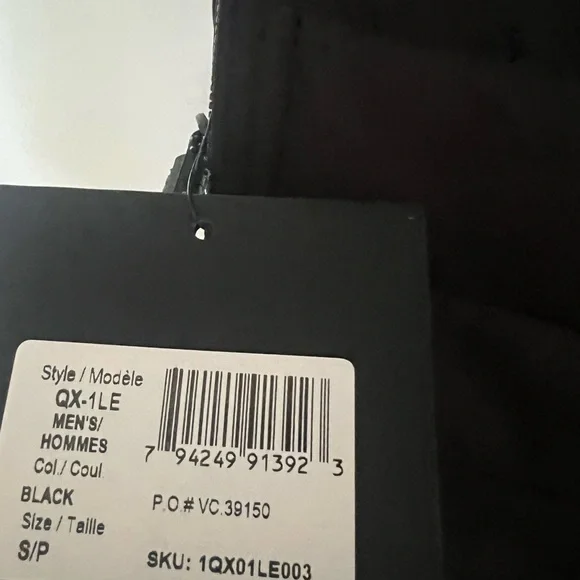 Style / Modèle
QX-1LE
MEN'S/
HOMMES
Col./ Coul.
BLACK
Size / Taille
S/P
7 94249 91392 3
P.O.# VC.39150
SKU: 1QX01LE003